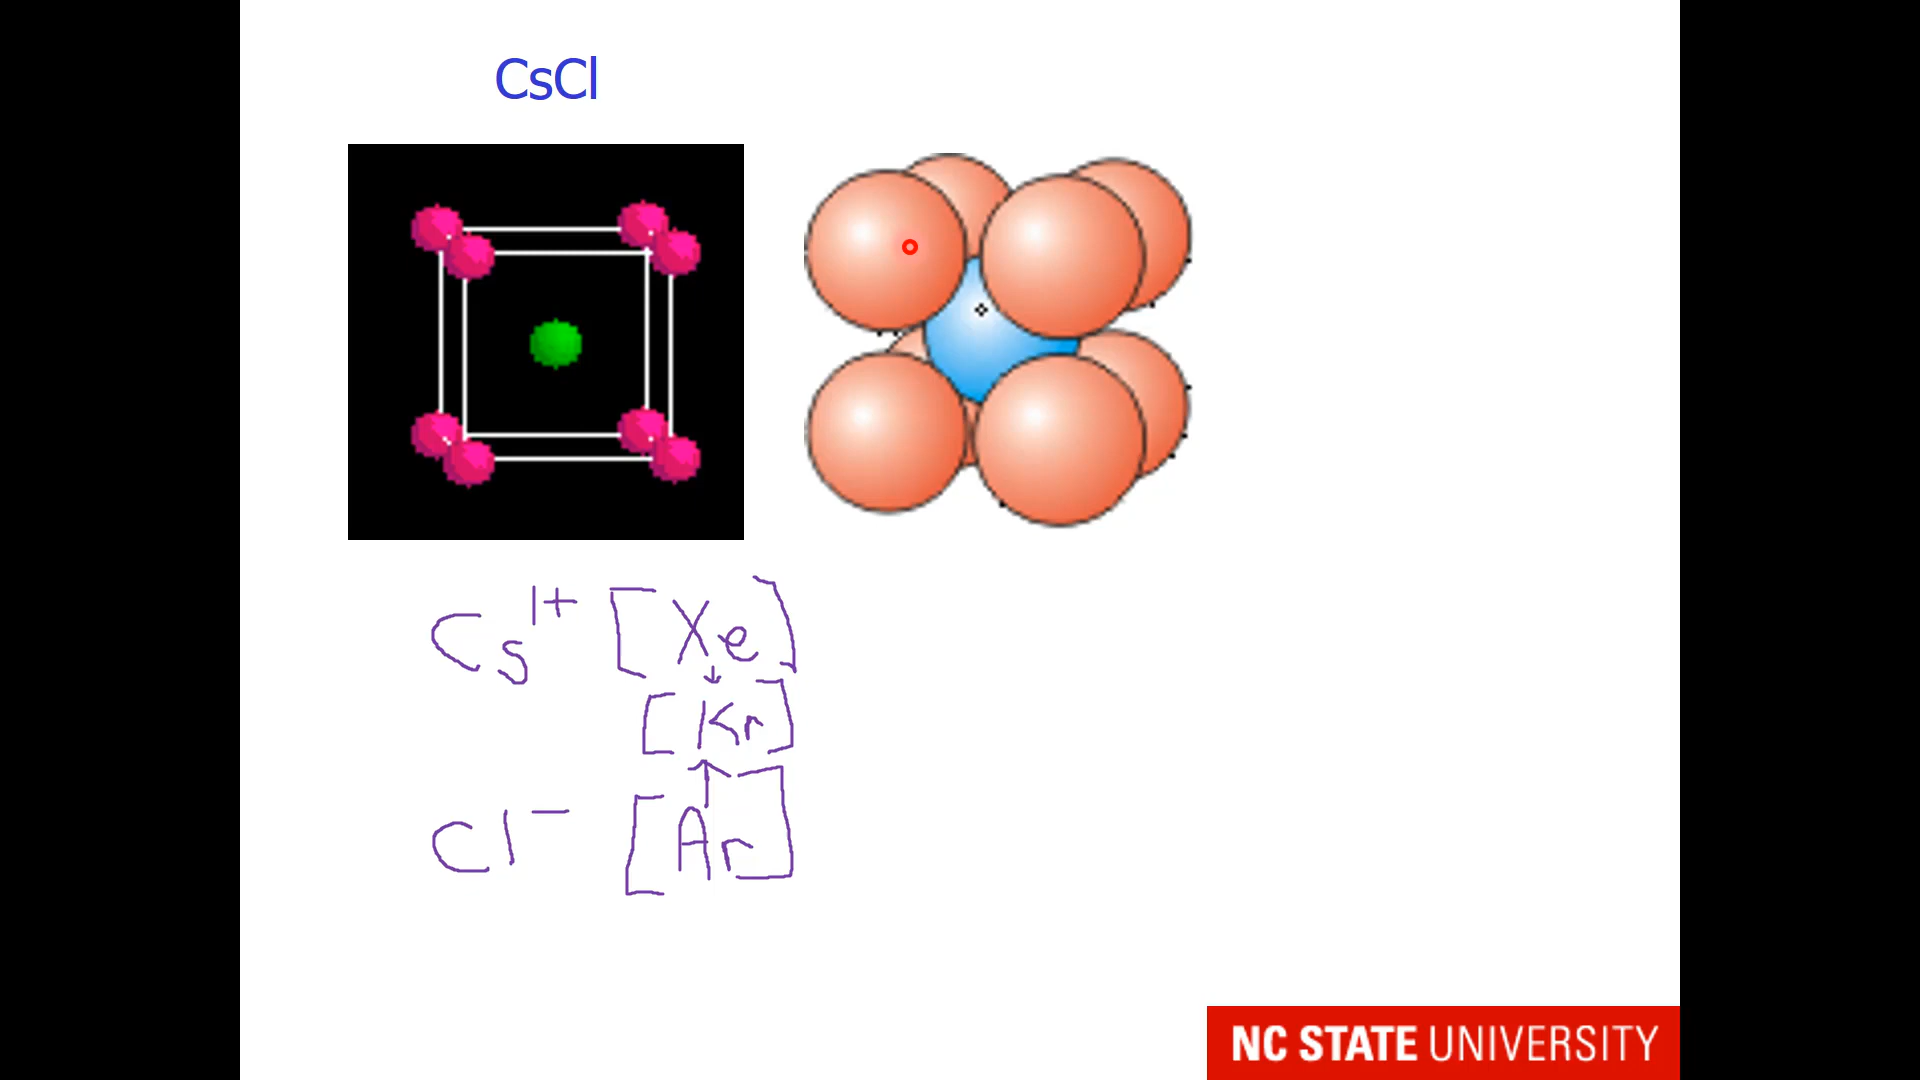 CsCl
Cs¹⁺ [Xe]
[Kr]
Cl⁻ [Ar]
NC STATE UNIVERSITY